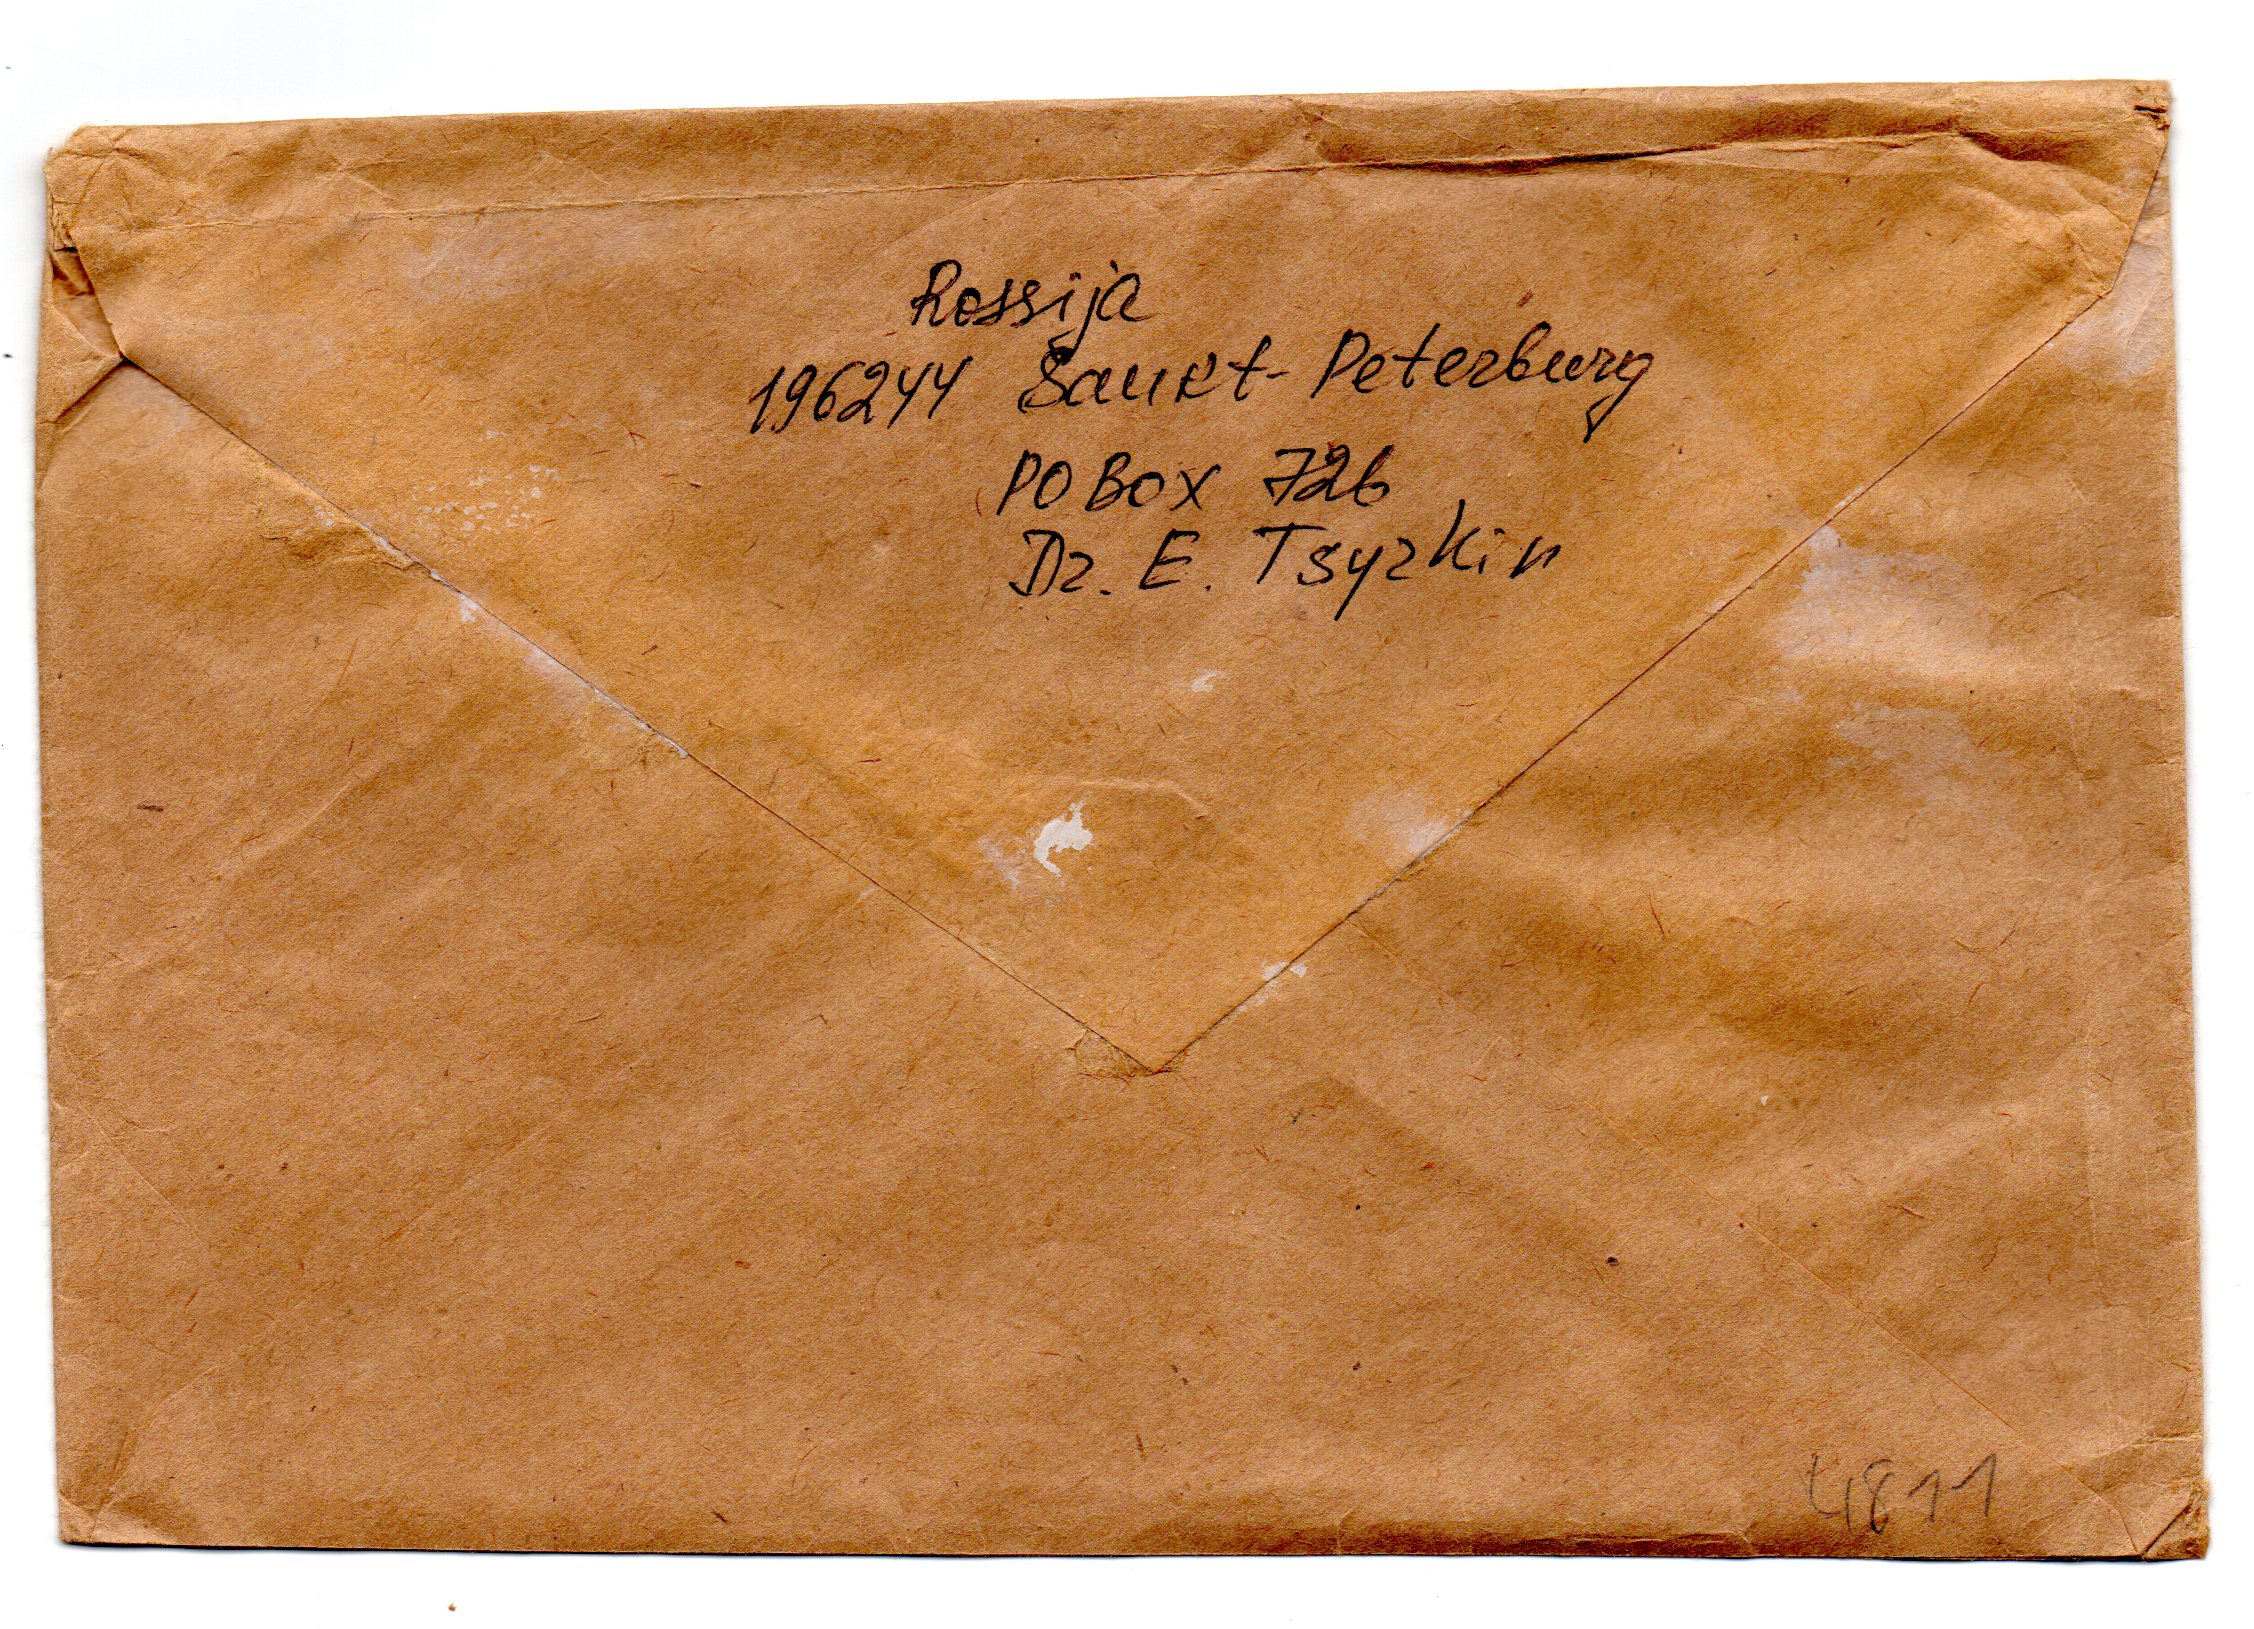 Rossija
196244 Sankt-Peterburg
PO Box 726
Dr. E. Tsyrkin
4811